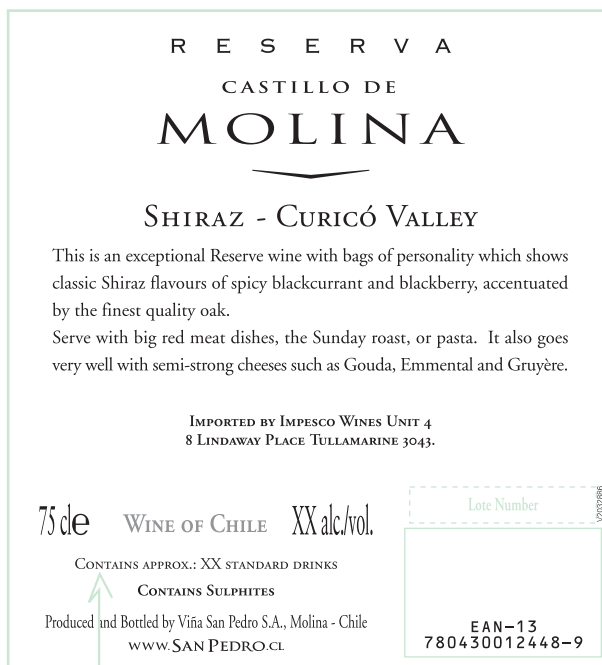 RESERVA
CASTILLO DE
MOLINA
SHIRAZ - CURICÓ VALLEY
This is an exceptional Reserve wine with bags of personality which shows
classic Shiraz flavours of spicy blackcurrant and blackberry, accentuated
by the finest quality oak.
Serve with big red meat dishes, the Sunday roast, or pasta. It also goes
very well with semi-strong cheeses such as Gouda, Emmental and Gruyère.
IMPORTED BY IMPESCO WINES UNIT 4
8 LINDAWAY PLACE TULLAMARINE 3043.
75 cl e WINE OF CHILE XX alc./vol.
CONTAINS APPROX.: XX STANDARD DRINKS
CONTAINS SULPHITES
Produced and Bottled by Viña San Pedro S.A., Molina - Chile
WWW.SAN PEDRO.CL
Lote Number
V2032886
EAN-13
780430012448-9